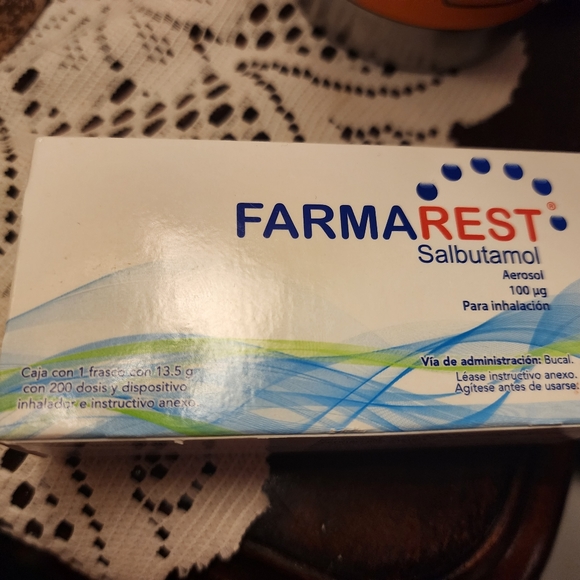 FARMAREST®
Salbutamol
Aerosol
100 µg
Para inhalación
Caja con 1 frasco con 13.5 g
con 200 dosis y dispositivo
inhalador e instructivo anexo
Vía de administración: Bucal.
Léase instructivo anexo.
Agítese antes de usarse.